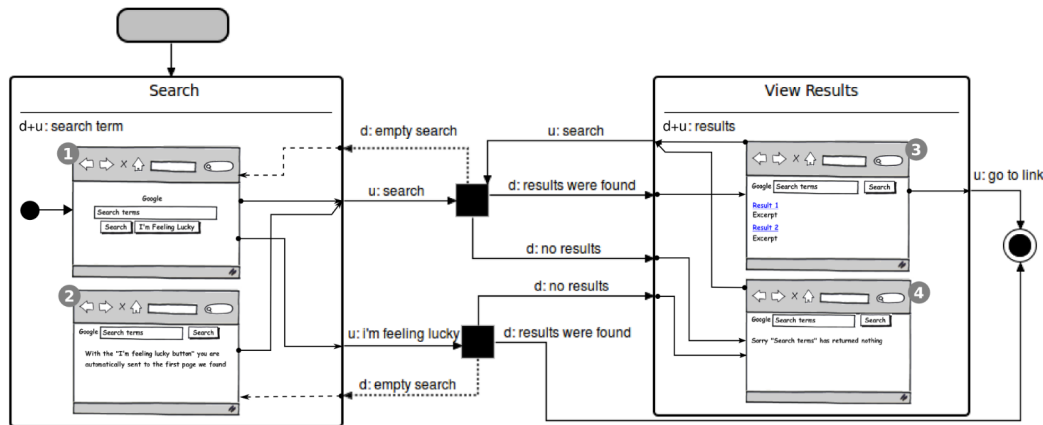 Search
d+u: search term
1
Google
Search terms
Search
I'm Feeling Lucky
2
Google
Search terms
Search
With the "I'm feeling lucky button" you are
automatically sent to the first page we found
d: empty search
u: search
u: i'm feeling lucky
d: empty search
u: search
d: results were found
d: no results
d: no results
d: results were found
View Results
d+u: results
3
Google
Search terms
Search
Result 1
Excerpt
Result 2
Excerpt
4
Google
Search terms
Search
Sorry "Search terms" has returned nothing
u: go to link